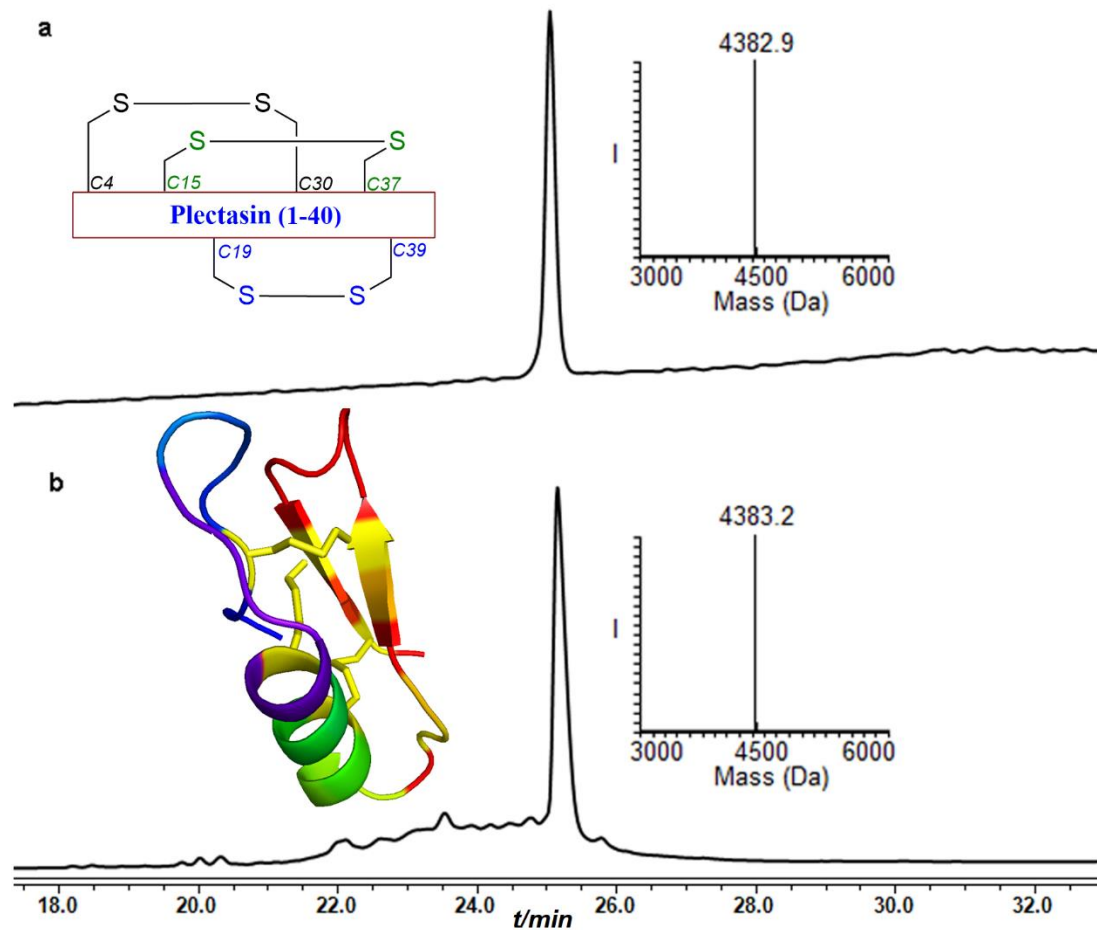 a
4382.9
S S
S S
C4 C15 C30 C37
Plectasin (1-40)
C19 C39
S S
I
3000 4500 6000
Mass (Da)
b
4383.2
I
3000 4500 6000
Mass (Da)
18.0 20.0 22.0 24.0 26.0 28.0 30.0 32.0
t/min